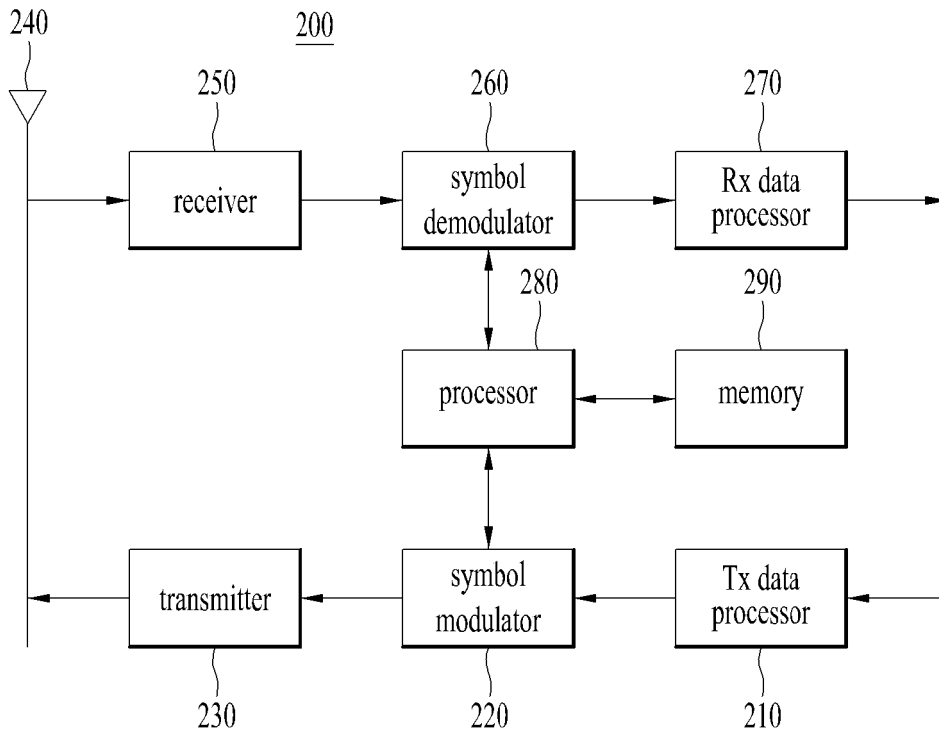 240
200
250
260
270
receiver
symbol
demodulator
Rx data
processor
280
290
processor
memory
transmitter
symbol
modulator
Tx data
processor
230
220
210